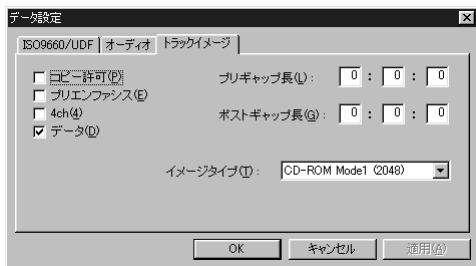 データ設定
ISO9660/UDF オーディオ トラックイメージ
コピー許可(P) プリギャップ長(L): 0 : 0 : 0
プリエンファシス(E)
4ch(4) ポストギャップ長(G): 0 : 0 : 0
データ(D)
イメージタイプ(T): CD-ROM Mode1 (2048)
OK キャンセル 適用(A)